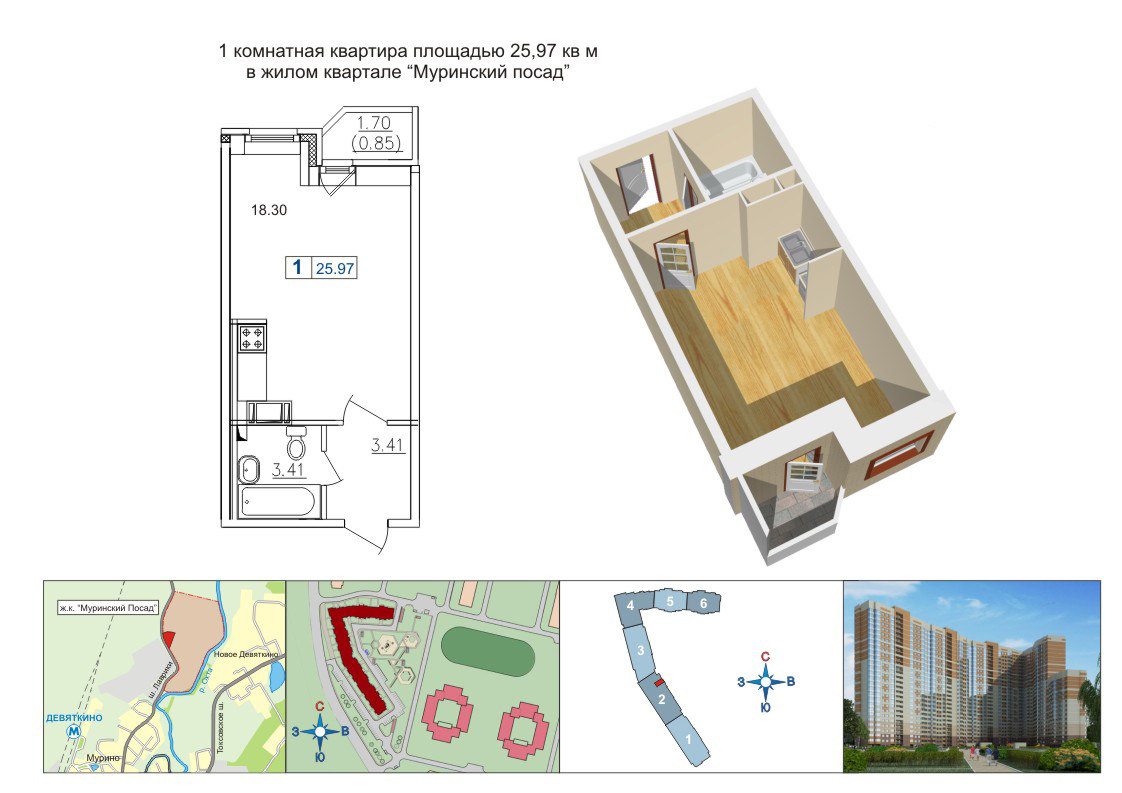 1 комнатная квартира площадью 25,97 кв м
в жилом квартале “Муринский посад”
1.70
(0.85)
18.30
1 25.97
3.41
3.41
ж.к. “Муринский Посад”
Новое Девяткино
ш. Лаврики
р. Охта
Токсовское ш.
ДЕВЯТКИНО
М
Мурино
С
З В
Ю
4 5 6
3
2
1
С
З В
Ю